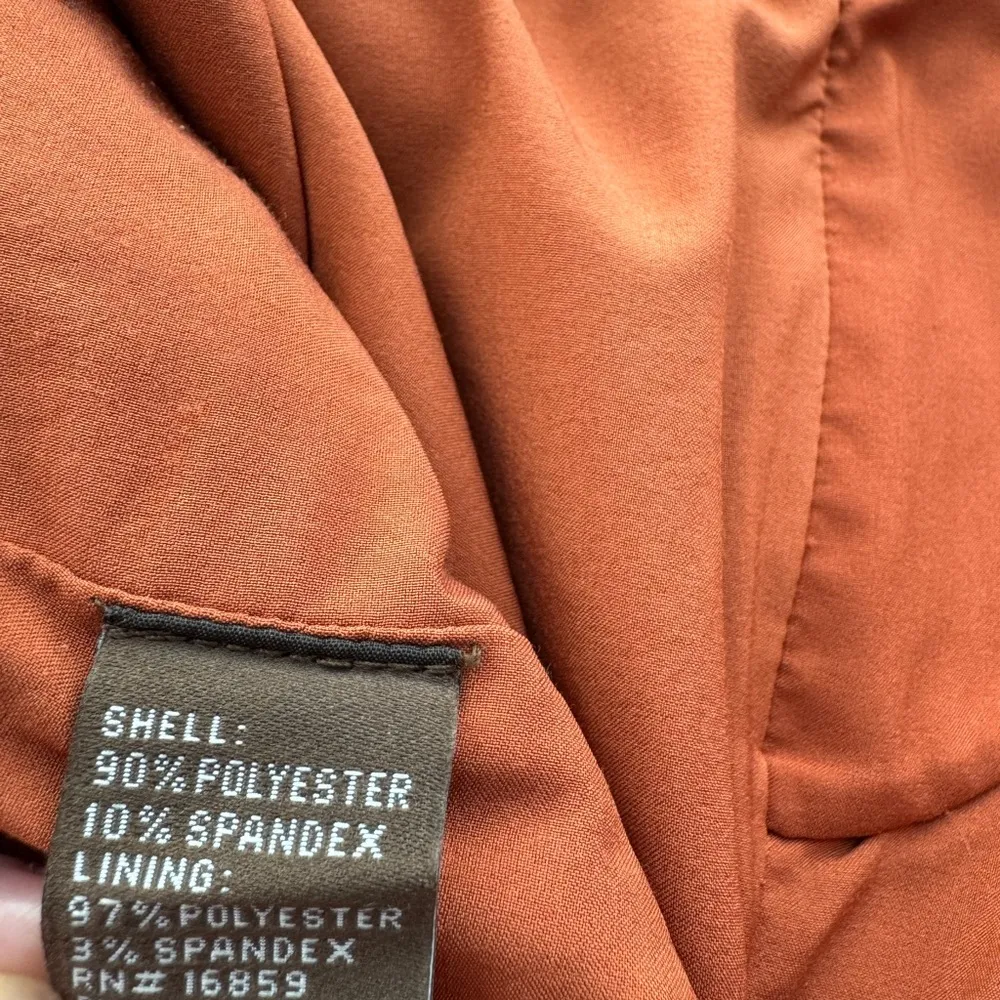 SHELL:
90% POLYESTER
10% SPANDEX
LINING:
97% POLYESTER
3% SPANDEX
RN# 16859